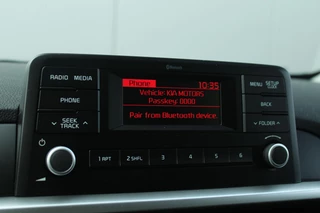 Bluetooth
RADIO MEDIA
Phone 10:35
MENU SETUP
Vehicle: KIA MOTORS
Passkey: 0000
PHONE
BACK
Pair from Bluetooth device.
SEEK
TRACK
FOLDER
1 RPT 2 SHFL 3 4 5 6